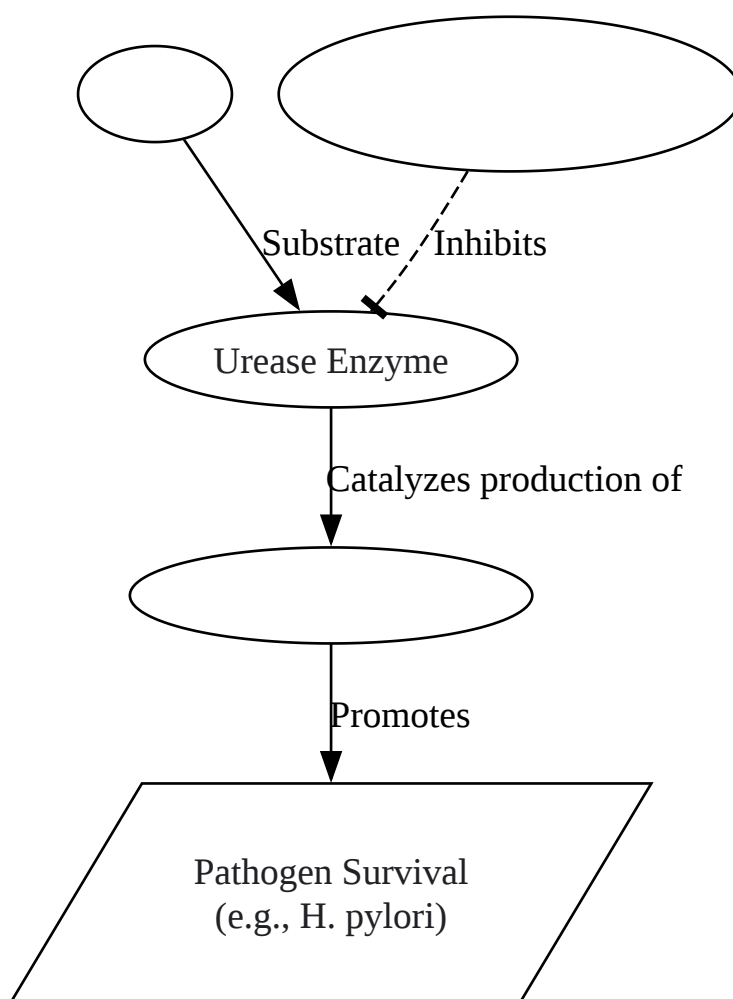 Substrate
Inhibits
Urease Enzyme
Catalyzes production of
Promotes
Pathogen Survival
(e.g., H. pylori)